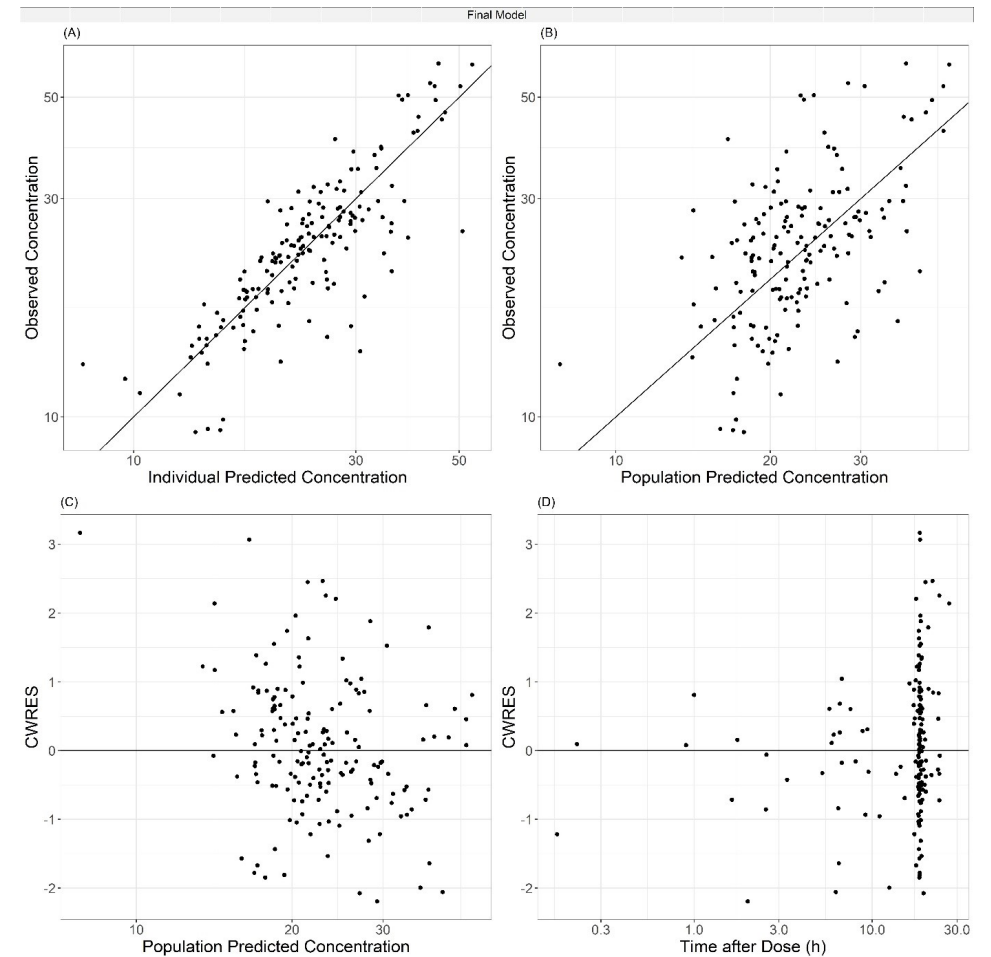 Final Model
(A)
(B)
50
30
10
Observed Concentration
10
30
50
Individual Predicted Concentration
50
30
10
Observed Concentration
10
20
30
Population Predicted Concentration
(C)
(D)
3
2
1
0
-1
-2
CWRES
10
20
30
Population Predicted Concentration
3
2
1
0
-1
-2
CWRES
0.3
1.0
3.0
10.0
30.0
Time after Dose (h)